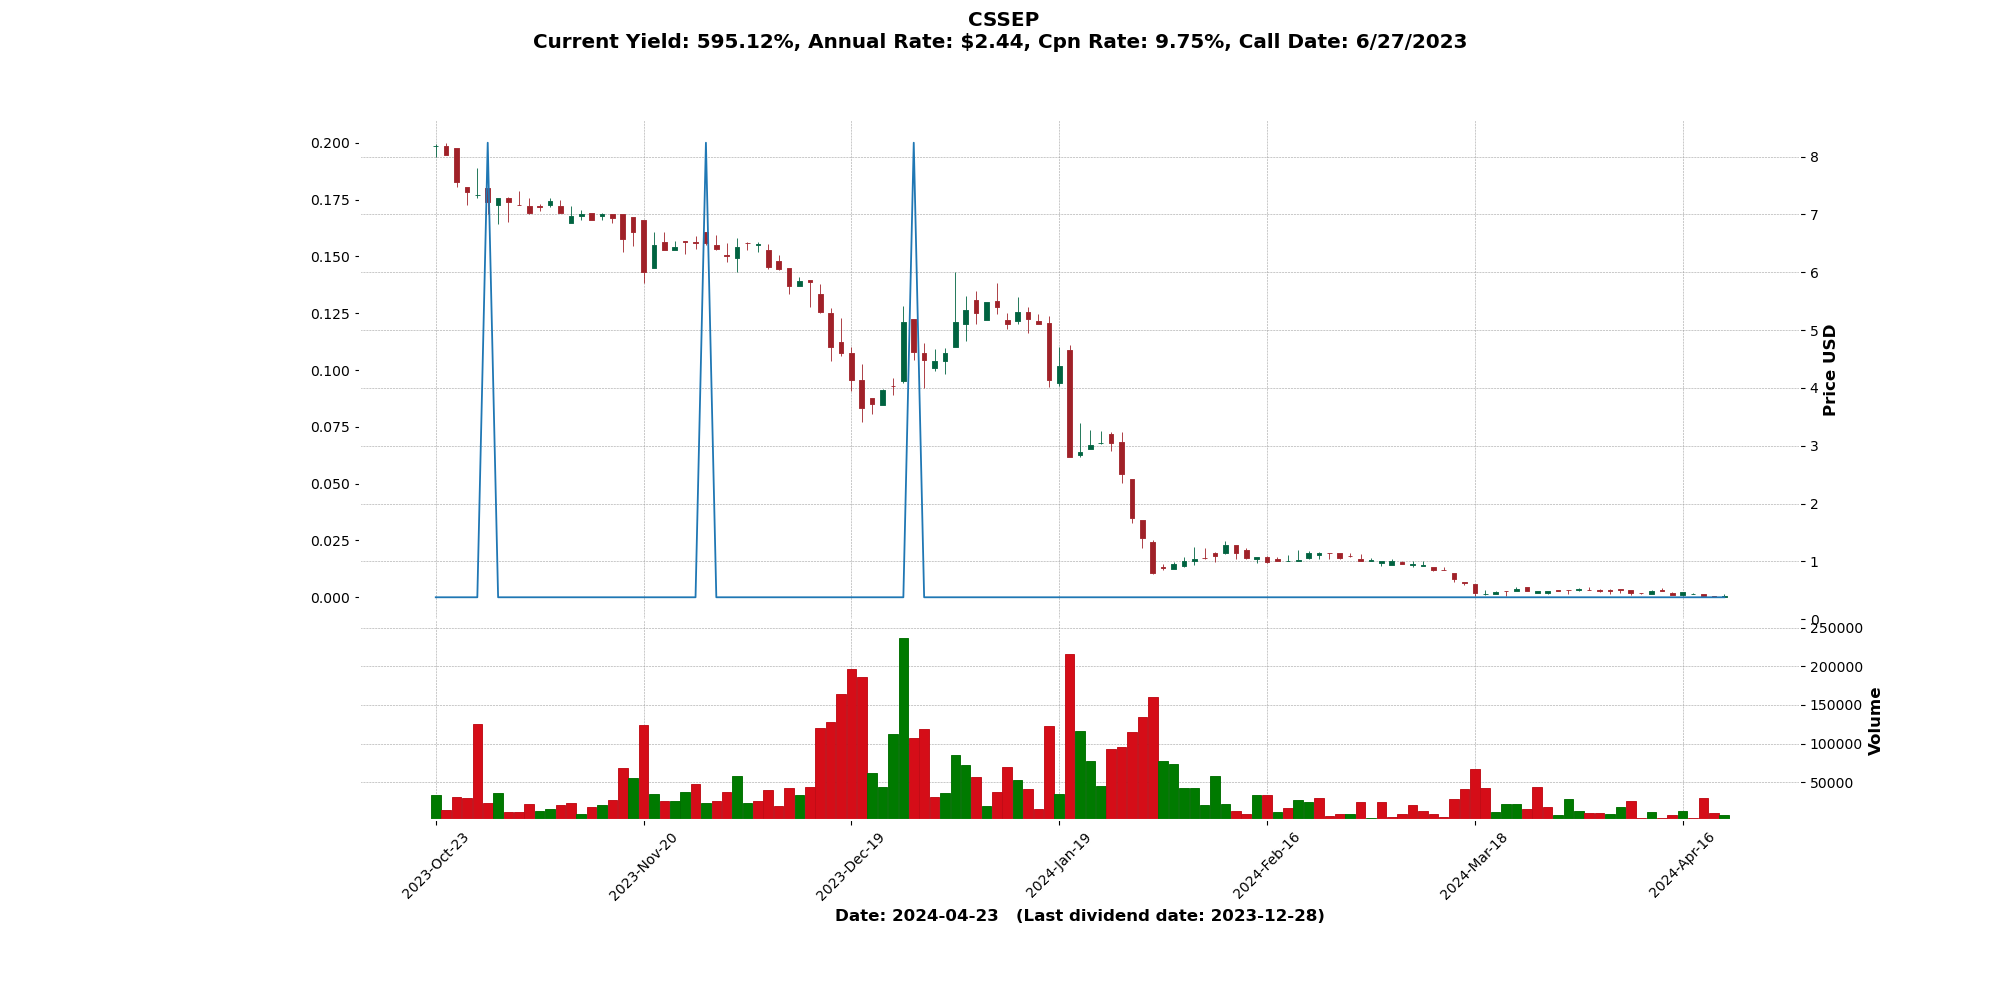 CSSEP
Current Yield: 595.12%, Annual Rate: $2.44, Cpn Rate: 9.75%, Call Date: 6/27/2023
0.200
0.175
0.150
0.125
0.100
0.075
0.050
0.025
0.000
8
7
6
5
4
3
2
1
0
Price USD
250000
200000
150000
100000
50000
Volume
2023-Oct-23
2023-Nov-20
2023-Dec-19
2024-Jan-19
2024-Feb-16
2024-Mar-18
2024-Apr-16
Date: 2024-04-23 (Last dividend date: 2023-12-28)